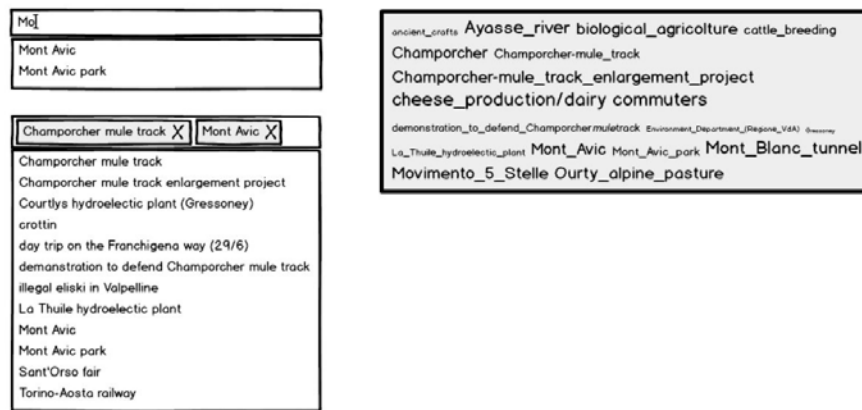 Mo
Mont Avic
Mont Avic park
Champorcher mule track X Mont Avic X
Champorcher mule track
Champorcher mule track enlargement project
Courtlys hydroelectic plant (Gressoney)
crottin
day trip on the Franchigena way (29/6)
demanstration to defend Champorcher mule track
illegal eliski in Valpelline
La Thuile hydroelectic plant
Mont Avic
Mont Avic park
Sant'Orso fair
Torino-Aosta railway
ancient_crafts Ayasse_river biological_agricolture cattle_breeding
Champorcher Champorcher-mule_track
Champorcher-mule_track_enlargement_project
cheese_production/dairy commuters
demonstration_to_defend_Champorchermuletrack Environment_Department_(Regione_VdA) Gressoney
La_Thuile_hydroelectic_plant Mont_Avic Mont_Avic_park Mont_Blanc_tunnel
Movimento_5_Stelle Ourty_alpine_pasture